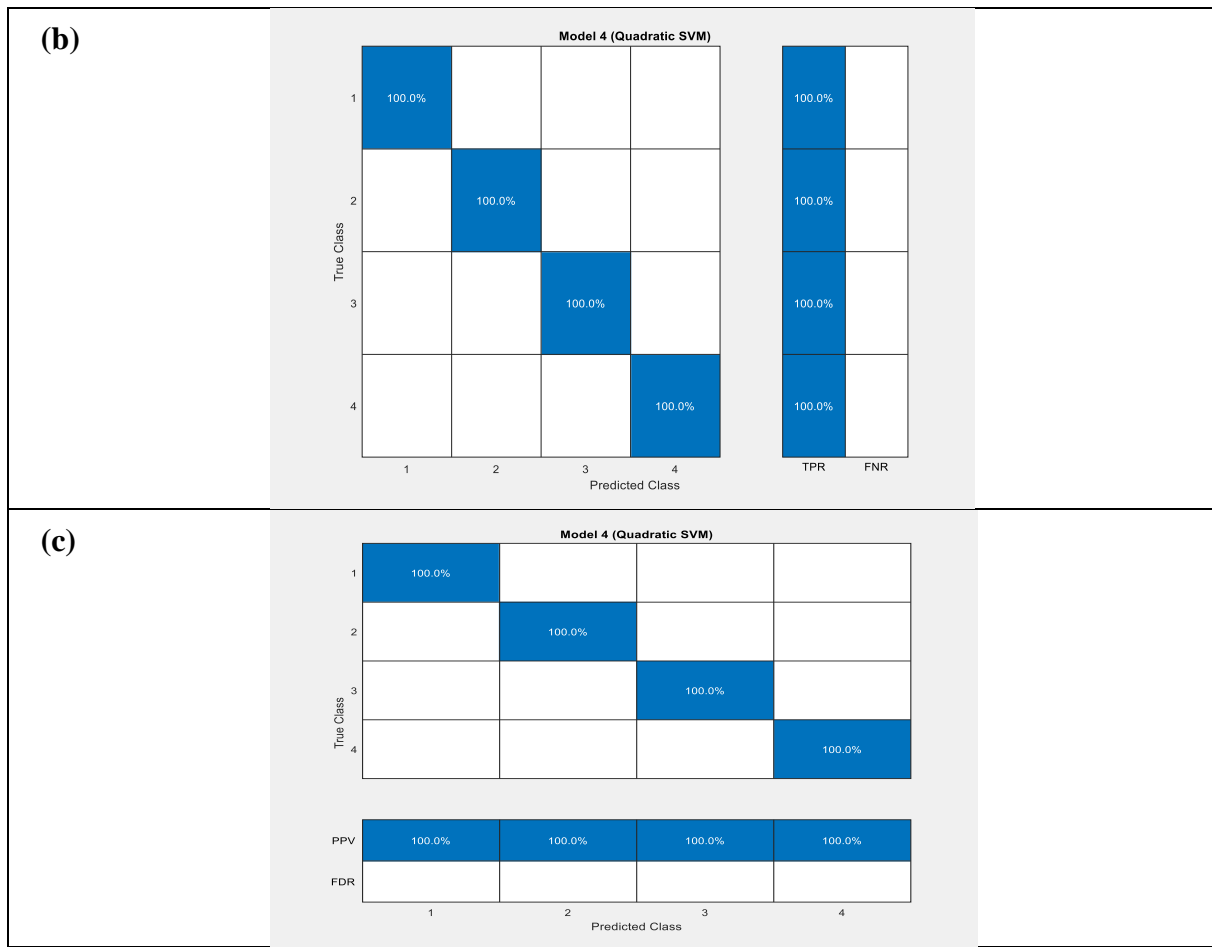 (b)
Model 4 (Quadratic SVM)
1 100.0% 100.0%
2 100.0% 100.0%
3 100.0% 100.0%
4 100.0% 100.0%
True Class
1 2 3 4 TPR FNR
Predicted Class
(c)
Model 4 (Quadratic SVM)
1 100.0%
2 100.0%
3 100.0%
4 100.0%
True Class
PPV 100.0% 100.0% 100.0% 100.0%
FDR
1 2 3 4
Predicted Class